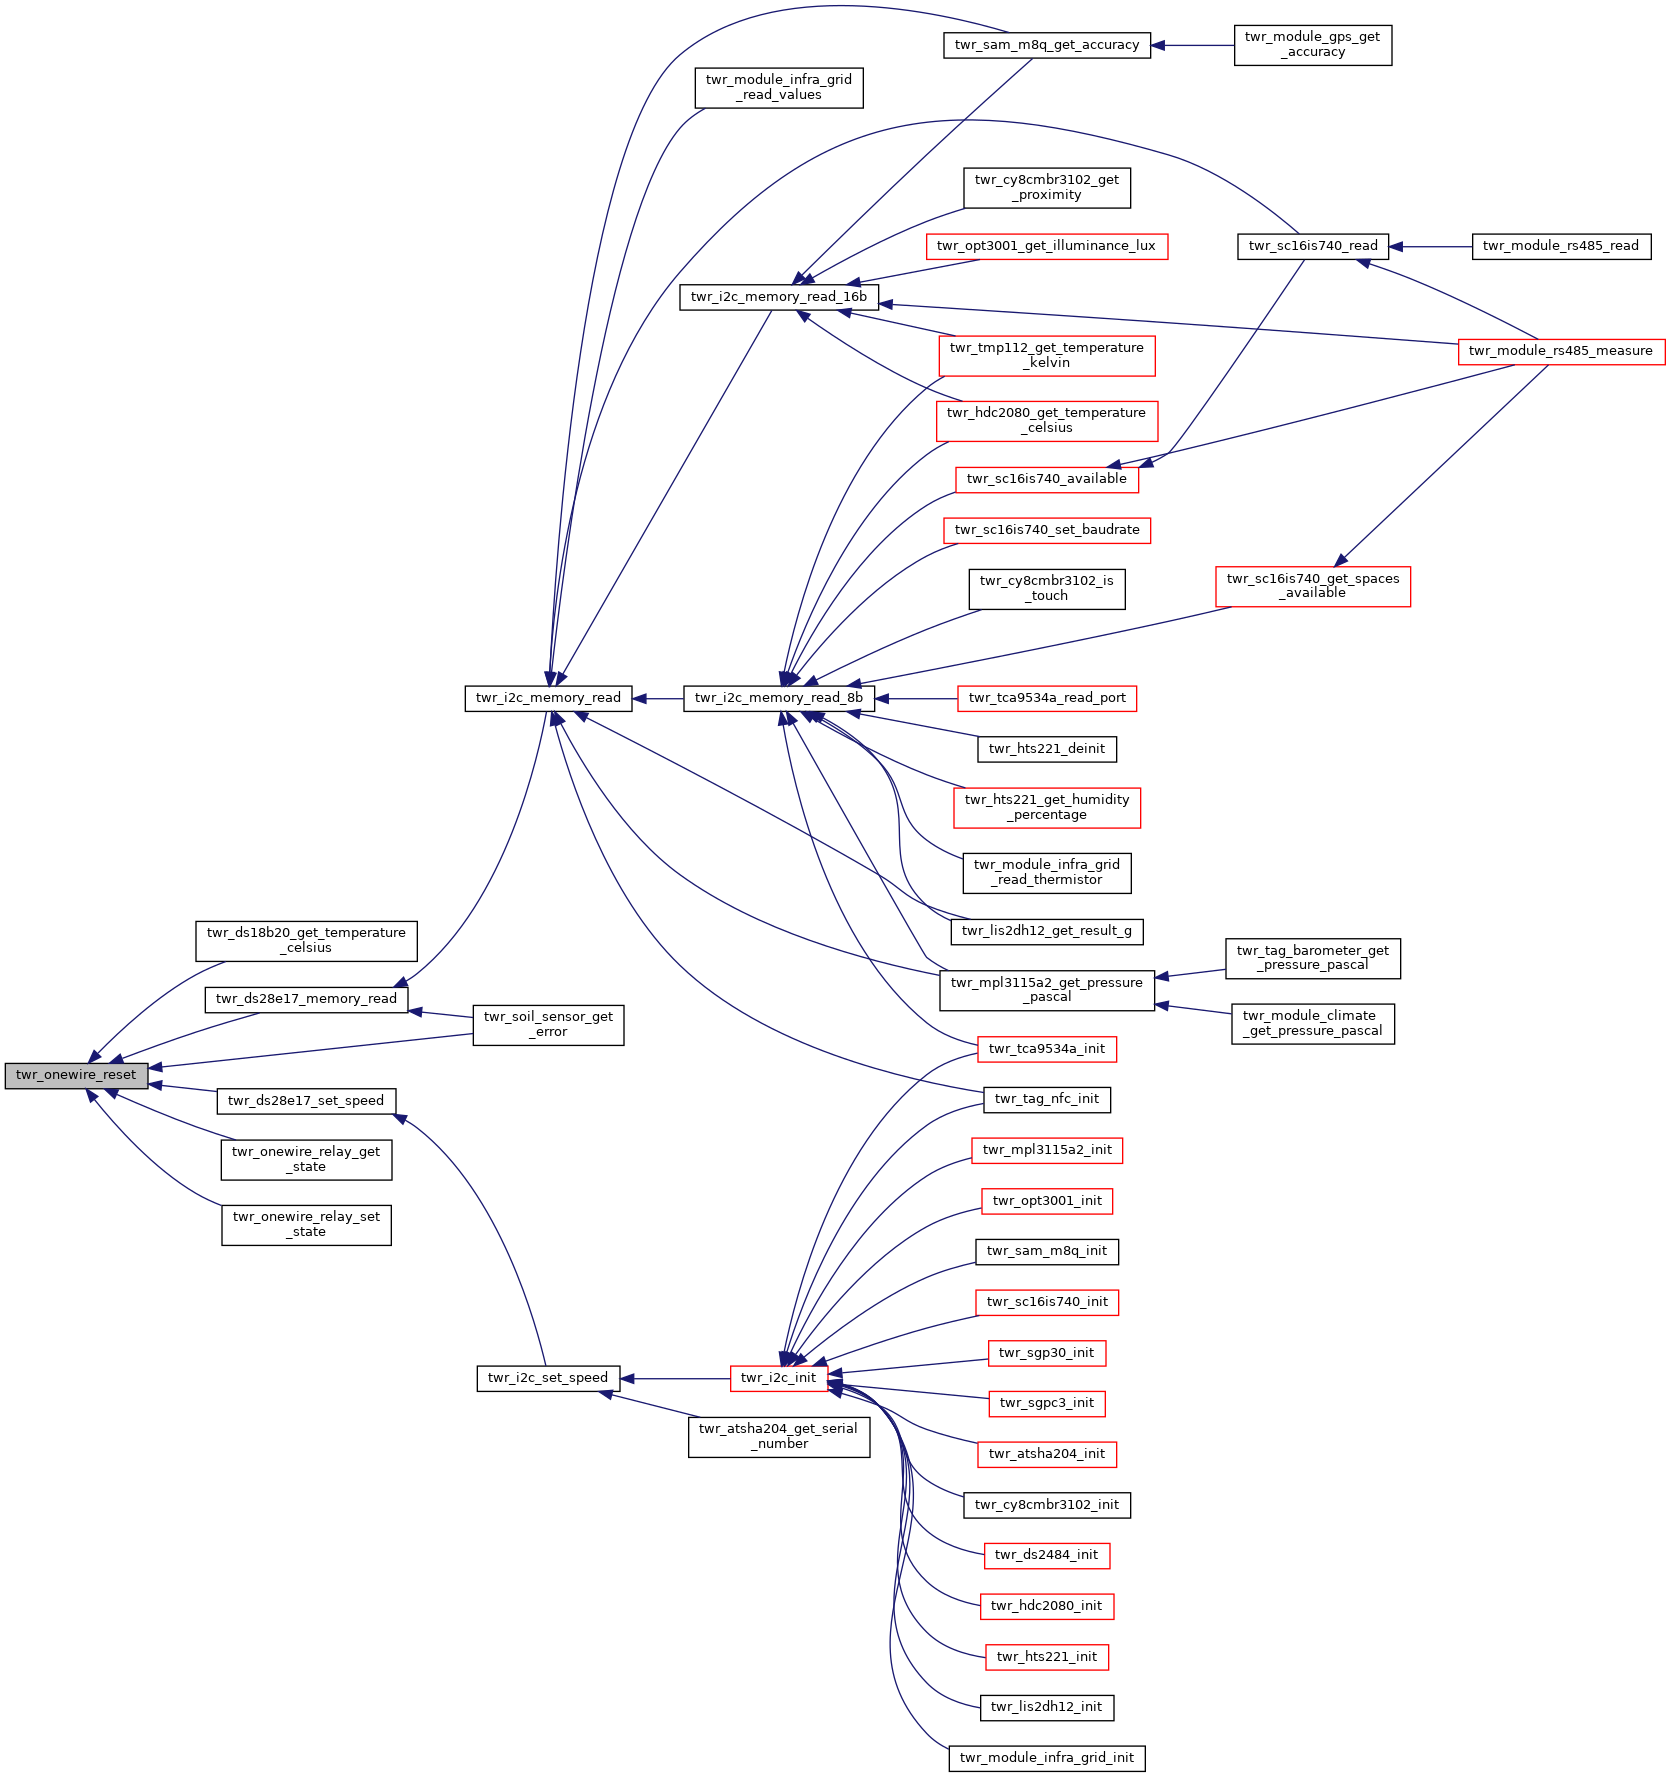 twr_sam_m8q_get_accuracy
twr_module_gps_get
_accuracy
twr_module_infra_grid
_read_values
twr_cy8cmbr3102_get
_proximity
twr_opt3001_get_illuminance_lux
twr_sc16is740_read
twr_module_rs485_read
twr_i2c_memory_read_16b
twr_tmp112_get_temperature
_kelvin
twr_module_rs485_measure
twr_hdc2080_get_temperature
_celsius
twr_sc16is740_available
twr_sc16is740_set_baudrate
twr_cy8cmbr3102_is
_touch
twr_sc16is740_get_spaces
_available
twr_i2c_memory_read
twr_i2c_memory_read_8b
twr_tca9534a_read_port
twr_hts221_deinit
twr_hts221_get_humidity
_percentage
twr_module_infra_grid
_read_thermistor
twr_lis2dh12_get_result_g
twr_ds18b20_get_temperature
_celsius
twr_tag_barometer_get
_pressure_pascal
twr_mpl3115a2_get_pressure
_pascal
twr_ds28e17_memory_read
twr_soil_sensor_get
_error
twr_module_climate
_get_pressure_pascal
twr_tca9534a_init
twr_onewire_reset
twr_ds28e17_set_speed
twr_tag_nfc_init
twr_onewire_relay_get
_state
twr_mpl3115a2_init
twr_opt3001_init
twr_onewire_relay_set
_state
twr_sam_m8q_init
twr_sc16is740_init
twr_sgp30_init
twr_i2c_set_speed
twr_i2c_init
twr_sgpc3_init
twr_atsha204_get_serial
_number
twr_atsha204_init
twr_cy8cmbr3102_init
twr_ds2484_init
twr_hdc2080_init
twr_hts221_init
twr_lis2dh12_init
twr_module_infra_grid_init